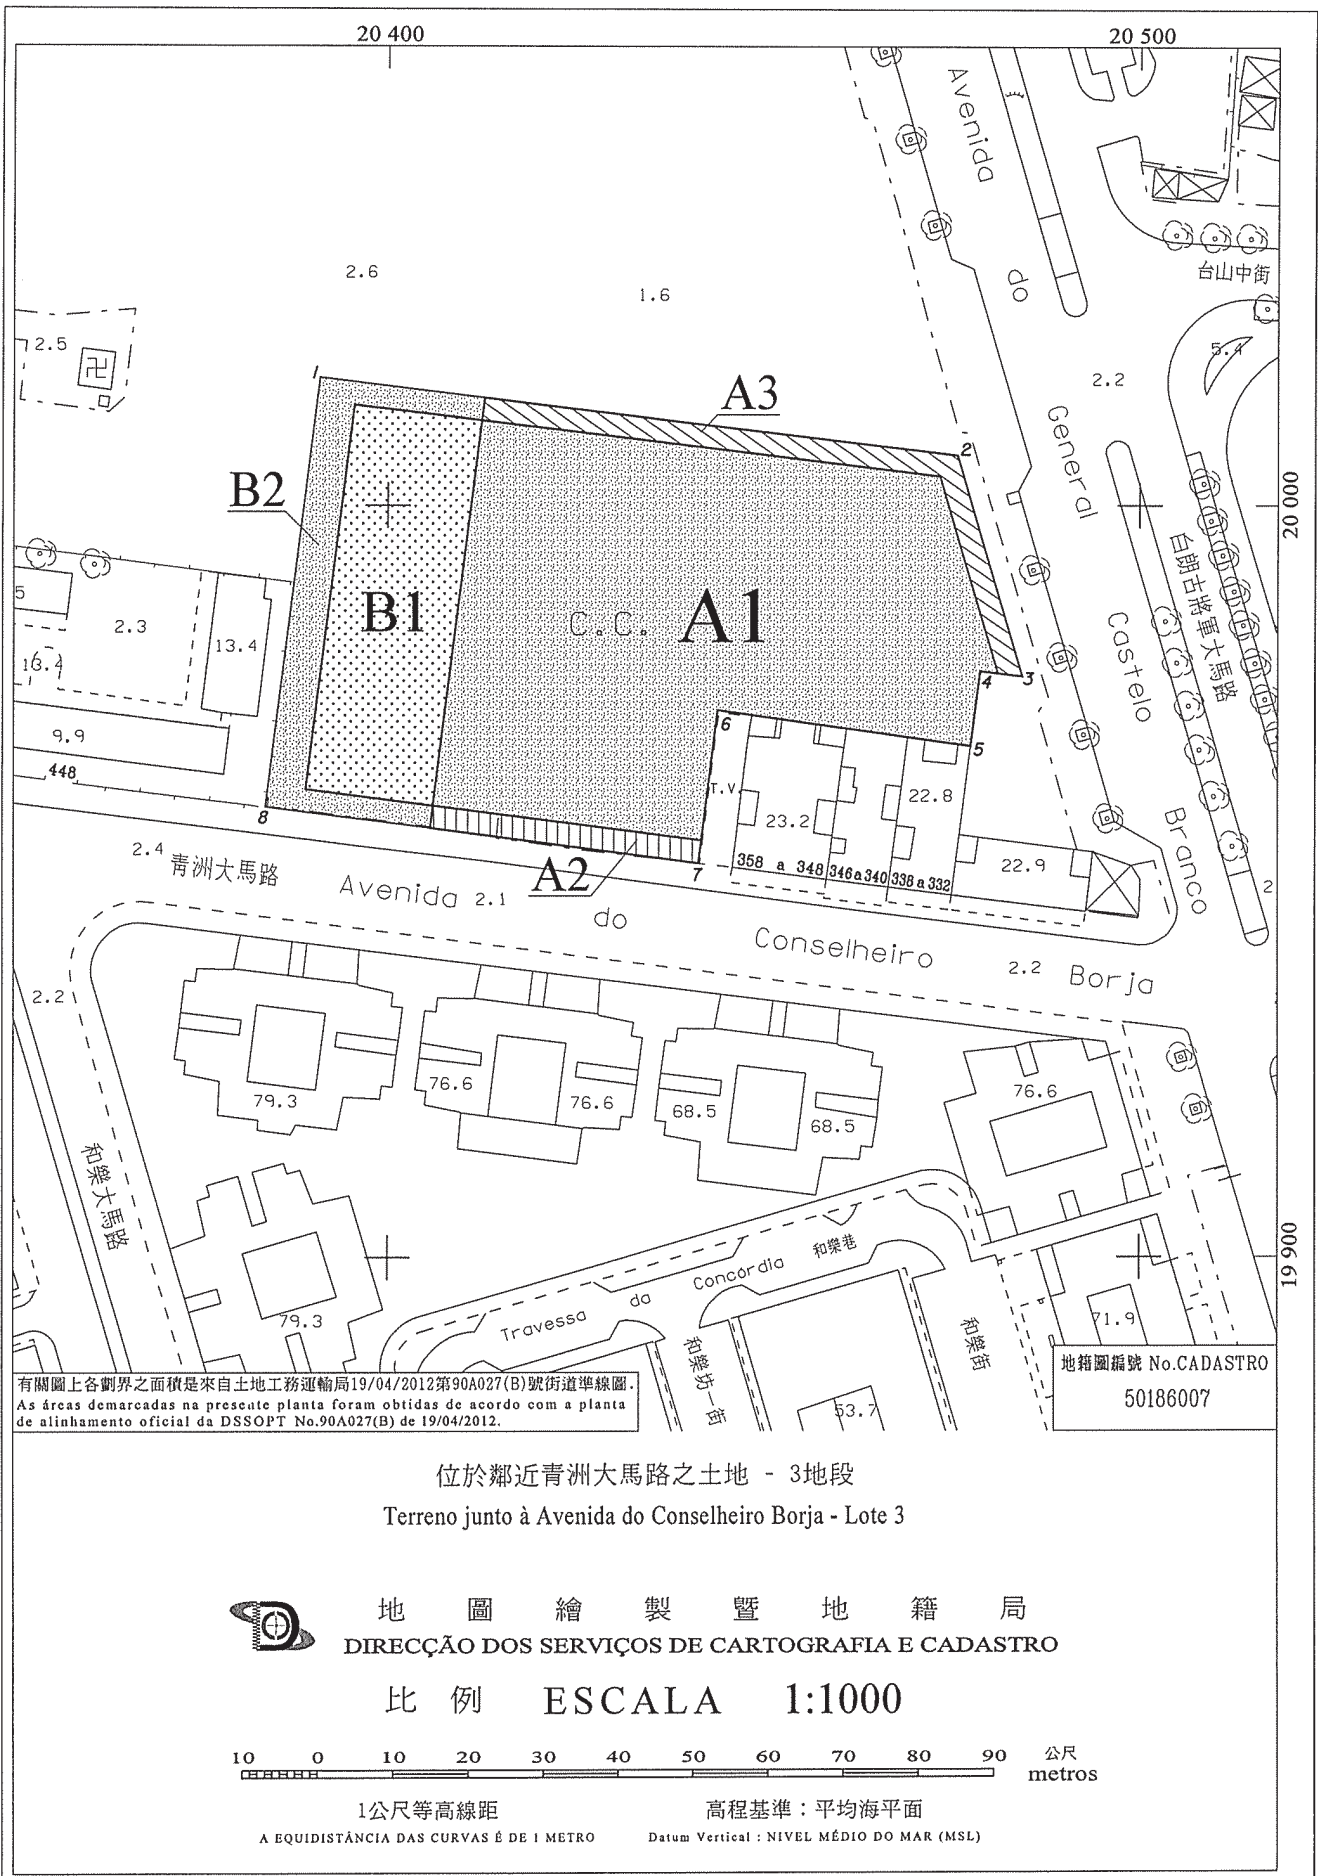 20 400
20 500
Avenida
do
General
Castelo
Branco
台山中街
2.6
1.6
2.5
卍
5.4
2.2
1
A3
2
B2
20 000
台朗古將軍大馬路
B1
C.C.
A1
5
2.3
13.4
13.4
4
3
6
5
9.9
448
T.V.
22.8
23.2
8
2.4
青洲大馬路
A2
7
358 a 348
346 a 340
338 a 332
22.9
2
Avenida
2.1
do
Conselheiro
2.2
Borja
2.2
79.3
76.6
76.6
68.5
68.5
76.6
和樂大馬路
19 900
和樂巷
Travessa da Concórdia
79.3
71.9
和樂坊一街
和樂街
53.7
有關圖上各劃界之面積是來自土地工務運輸局19/04/2012第90A027(B)號街道準線圖.
As áreas demarcadas na presente planta foram obtidas de acordo com a planta
de alinhamento oficial da DSSOPT No.90A027(B) de 19/04/2012.
地籍圖編號 No.CADASTRO
50186007
位於鄰近青洲大馬路之土地 - 3地段
Terreno junto à Avenida do Conselheiro Borja - Lote 3
地圖繪製暨地籍局
DIRECÇÃO DOS SERVIÇOS DE CARTOGRAFIA E CADASTRO
比例 ESCALA 1:1000
10 0 10 20 30 40 50 60 70 80 90 公尺
metros
1公尺等高線距
高程基準：平均海平面
A EQUIDISTÂNCIA DAS CURVAS É DE 1 METRO
Datum Vertical : NIVEL MÉDIO DO MAR (MSL)